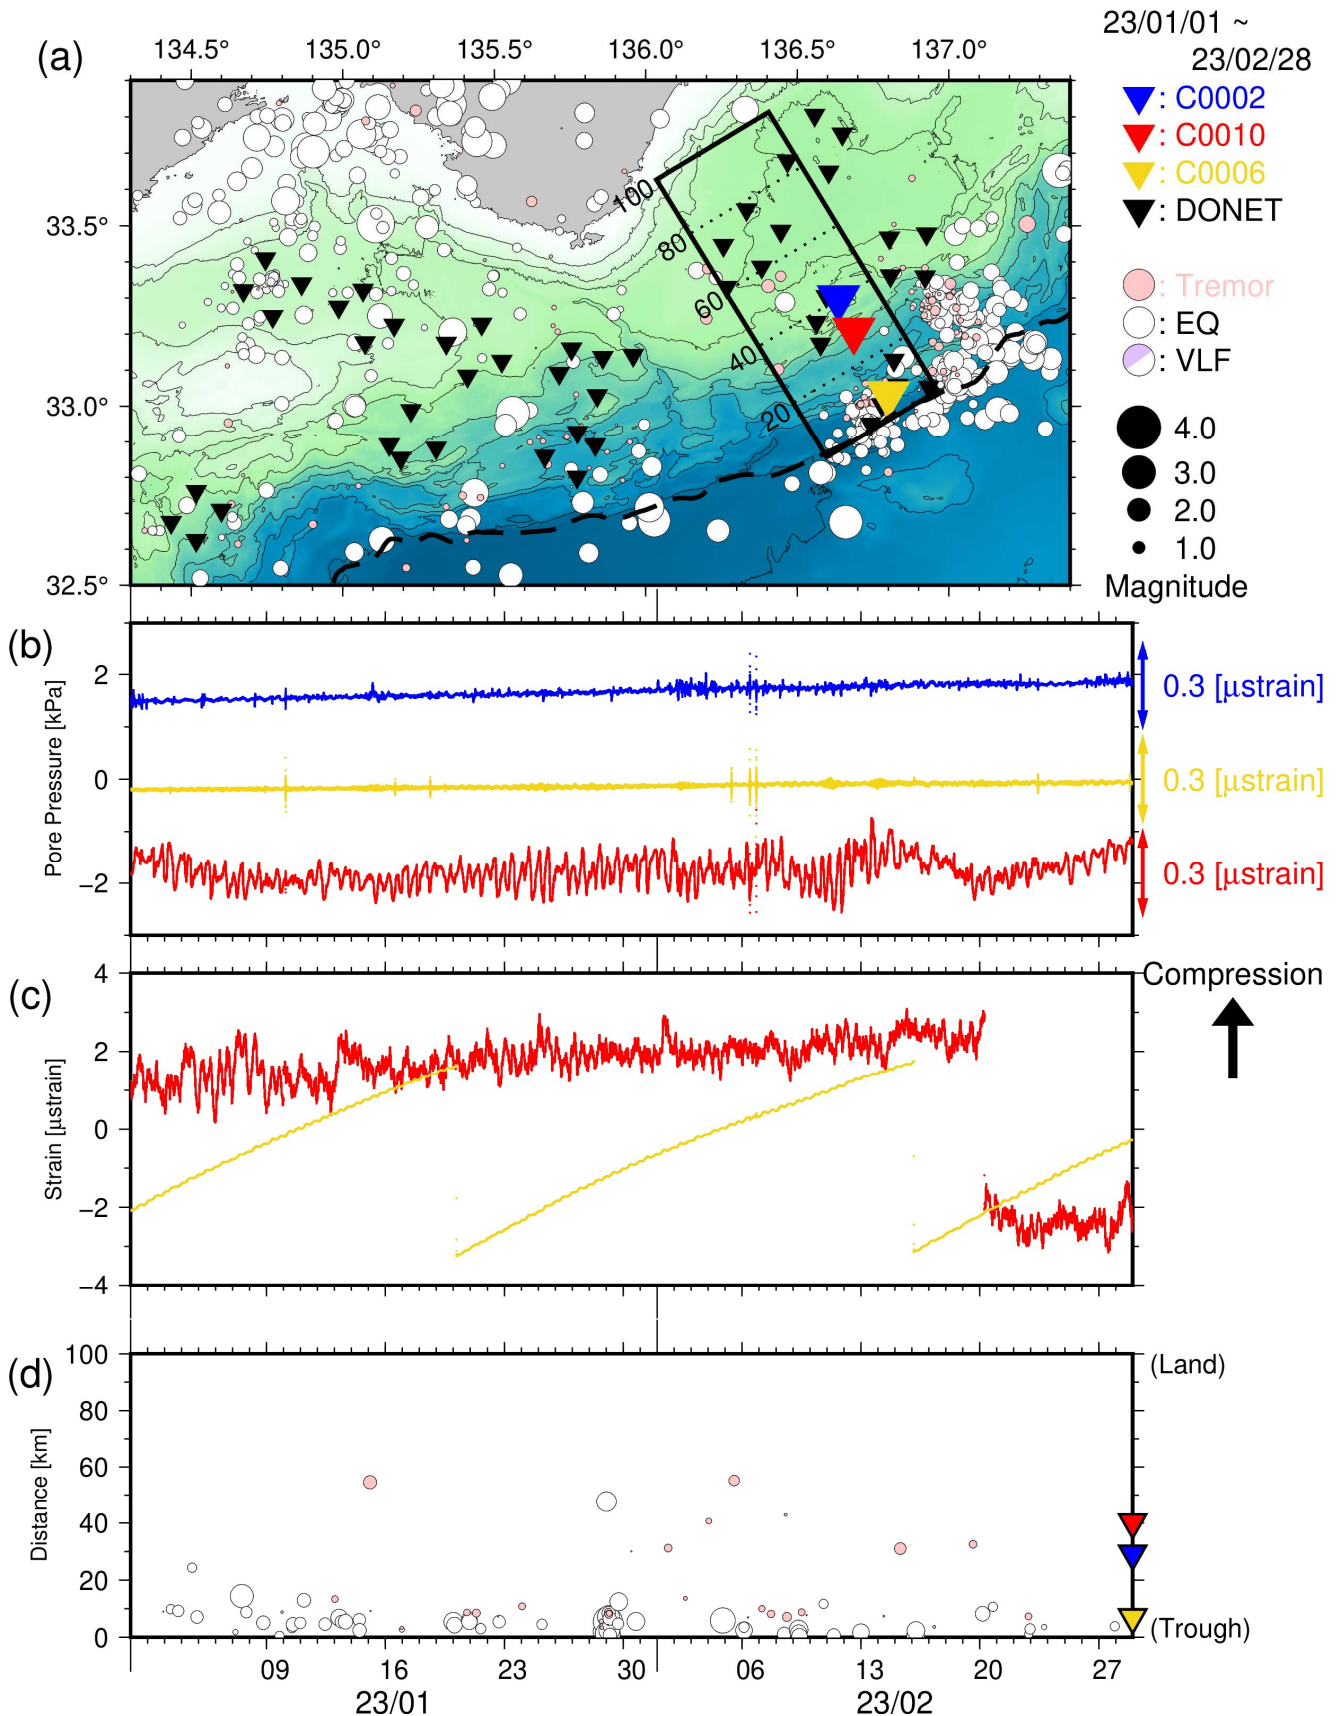 (a)
134.5° 135.0° 135.5° 136.0° 136.5° 137.0°
33.5°
33.0°
32.5°
100
80
60
40
20
23/01/01 ~
23/02/28
: C0002
: C0010
: C0006
: DONET
: Tremor
: EQ
: VLF
4.0
3.0
2.0
1.0
Magnitude
(b)
Pore Pressure [kPa]
2
0
−2
0.3 [μstrain]
0.3 [μstrain]
0.3 [μstrain]
(c)
Strain [μstrain]
4
2
0
−2
−4
Compression
(d)
Distance [km]
100
80
60
40
20
0
(Land)
(Trough)
09 16 23 30 06 13 20 27
23/01 23/02